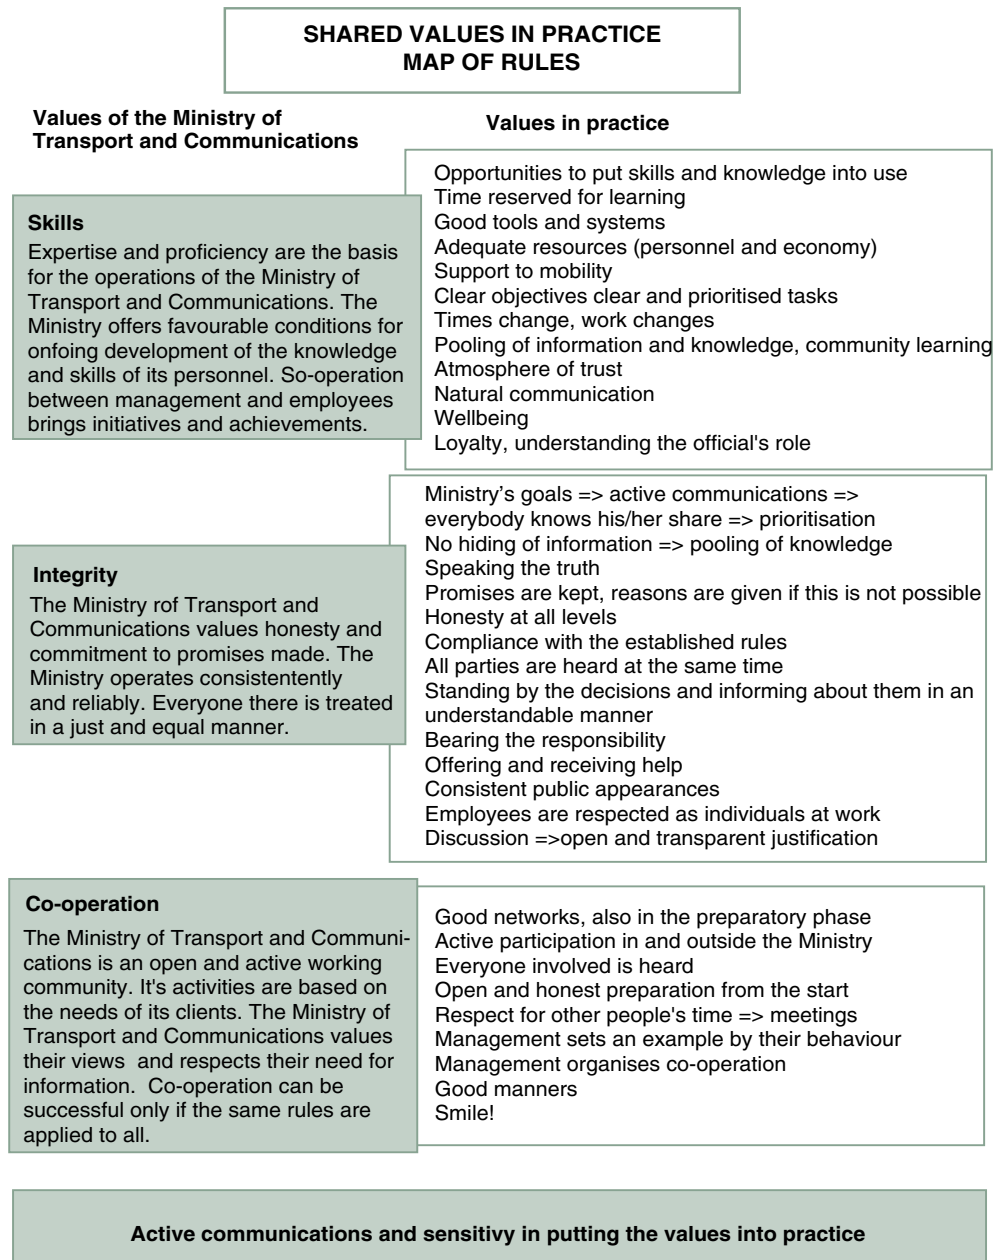 SHARED VALUES IN PRACTICE
MAP OF RULES
Values of the Ministry of
Transport and Communications
Values in practice
Skills
Expertise and proficiency are the basis
for the operations of the Ministry of
Transport and Communications. The
Ministry offers favourable conditions for
onfoing development of the knowledge
and skills of its personnel. So-operation
between management and employees
brings initiatives and achievements.
Opportunities to put skills and knowledge into use
Time reserved for learning
Good tools and systems
Adequate resources (personnel and economy)
Support to mobility
Clear objectives clear and prioritised tasks
Times change, work changes
Pooling of information and knowledge, community learning
Atmosphere of trust
Natural communication
Wellbeing
Loyalty, understanding the official's role
Integrity
The Ministry rof Transport and
Communications values honesty and
commitment to promises made. The
Ministry operates consistentently
and reliably. Everyone there is treated
in a just and equal manner.
Ministry’s goals => active communications =>
everybody knows his/her share => prioritisation
No hiding of information => pooling of knowledge
Speaking the truth
Promises are kept, reasons are given if this is not possible
Honesty at all levels
Compliance with the established rules
All parties are heard at the same time
Standing by the decisions and informing about them in an
understandable manner
Bearing the responsibility
Offering and receiving help
Consistent public appearances
Employees are respected as individuals at work
Discussion =>open and transparent justification
Co-operation
The Ministry of Transport and Communi-
cations is an open and active working
community. It's activities are based on
the needs of its clients. The Ministry of
Transport and Communications values
their views  and respects their need for
information.  Co-operation can be
successful only if the same rules are
applied to all.
Good networks, also in the preparatory phase
Active participation in and outside the Ministry
Everyone involved is heard
Open and honest preparation from the start
Respect for other people's time => meetings
Management sets an example by their behaviour
Management organises co-operation
Good manners
Smile!
Active communications and sensitivy in putting the values into practice